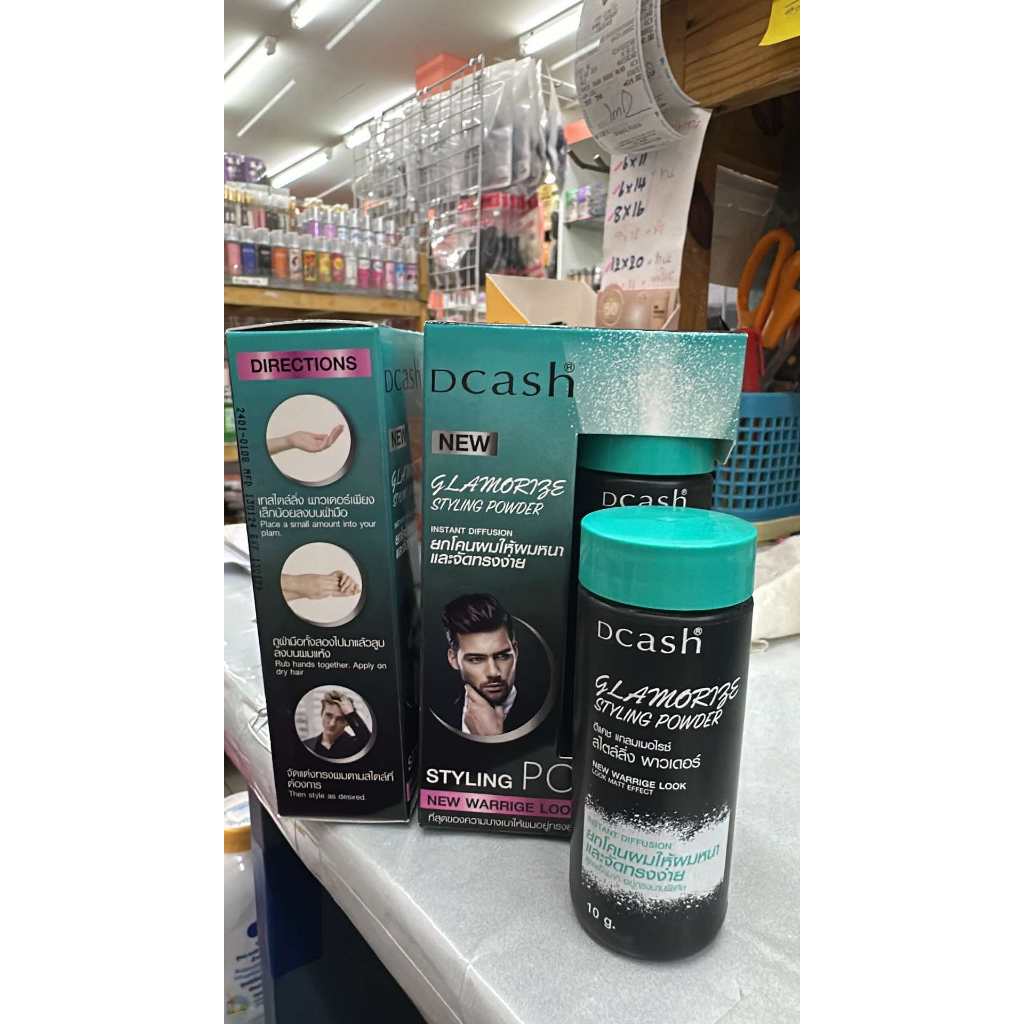 DIRECTIONS
เทสไตล์ลิ่ง พาวเดอร์เพียง
เล็กน้อยลงบนฝ่ามือ
Place a small amount into your
plam.
ถูฝ่ามือทั้งสองไปมาแล้วลูบ
ลงบนผมแห้ง
Rub hands together. Apply on
dry hair
จัดแต่งทรงผมตามสไตล์ที่
ต้องการ
Then style as desired.
Dcash
NEW
Dcash®
NEW
GLAMORIZE
STYLING POWDER
INSTANT DIFFUSION
ยกโคนผมให้ผมหนา
และจัดทรงง่าย
STYLING PO
NEW WARRIGE LOO
Dcash®
Dcash®
GLAMORIZE
STYLING POWDER
ดีแคช แกลมเมอไรซ์
สไตล์ลิ่ง พาวเดอร์
NEW WARRIGE LOOK
LOOK MATT EFFECT
INSTANT DIFFUSION
ยกโคนผมให้ผมหนา
และจัดทรงง่าย
10 g.
6x11
6x14
8x16
12x20